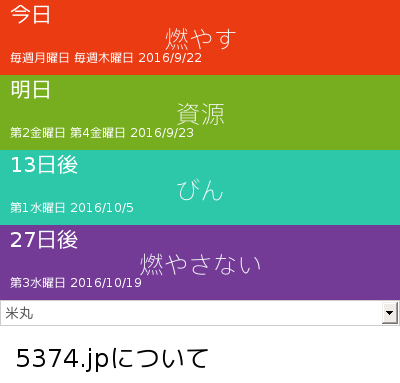 今日
燃やす
毎週月曜日 毎週木曜日 2016/9/22
明日
資源
第2金曜日 第4金曜日 2016/9/23
13日後
びん
第1水曜日 2016/10/5
27日後
燃やさない
第3水曜日 2016/10/19
米丸
5374.jpについて